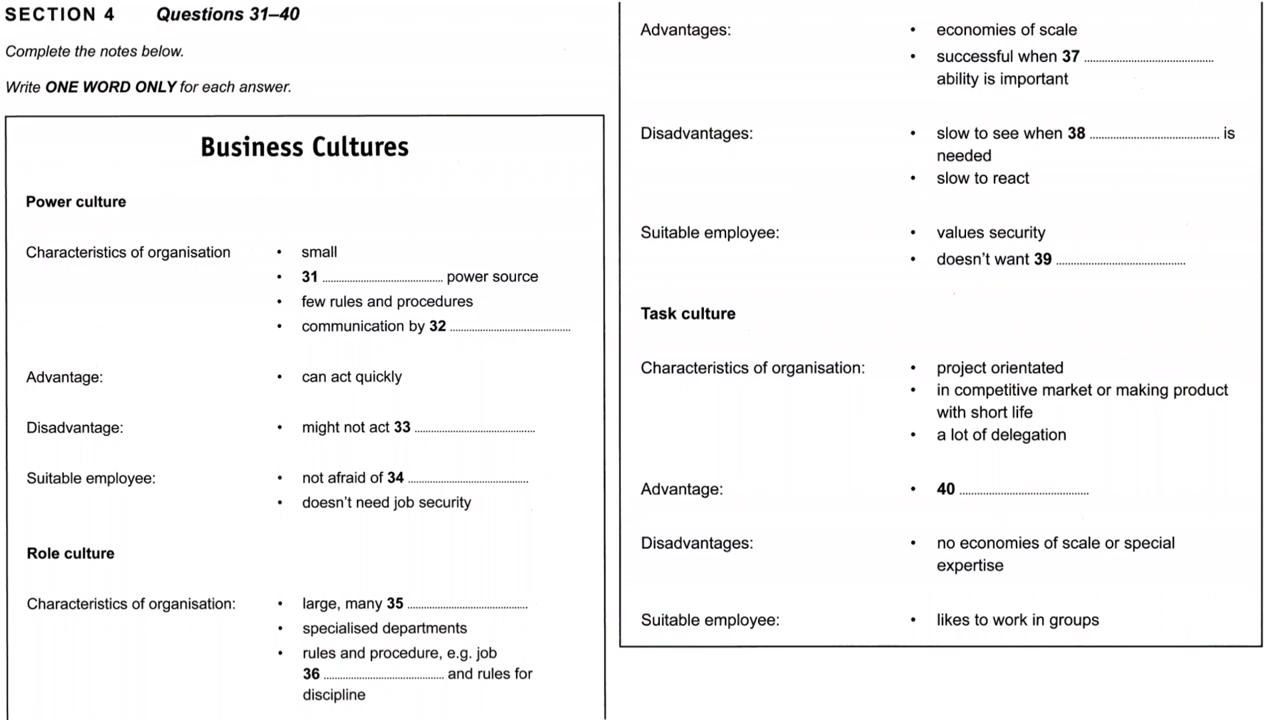 SECTION 4 Questions 31–40
Complete the notes below.
Write ONE WORD ONLY for each answer.
Business Cultures
Power culture
Characteristics of organisation
• small
• 31 ........................................ power source
• few rules and procedures
• communication by 32 ........................................
Advantage:
• can act quickly
Disadvantage:
• might not act 33 ........................................
Suitable employee:
• not afraid of 34 ........................................
• doesn't need job security
Role culture
Characteristics of organisation:
• large, many 35 ........................................
• specialised departments
• rules and procedure, e.g. job
36 ........................................ and rules for
discipline
Advantages:
• economies of scale
• successful when 37 ........................................
ability is important
Disadvantages:
• slow to see when 38 ........................................ is
needed
• slow to react
Suitable employee:
• values security
• doesn't want 39 ........................................
Task culture
Characteristics of organisation:
• project orientated
• in competitive market or making product
with short life
• a lot of delegation
Advantage:
• 40 ........................................
Disadvantages:
• no economies of scale or special
expertise
Suitable employee:
• likes to work in groups